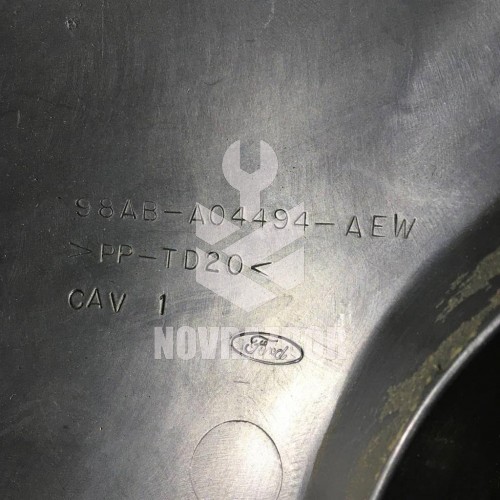 98AB-A04494-AEW
>PP-TD20<
CAV 1
Ford